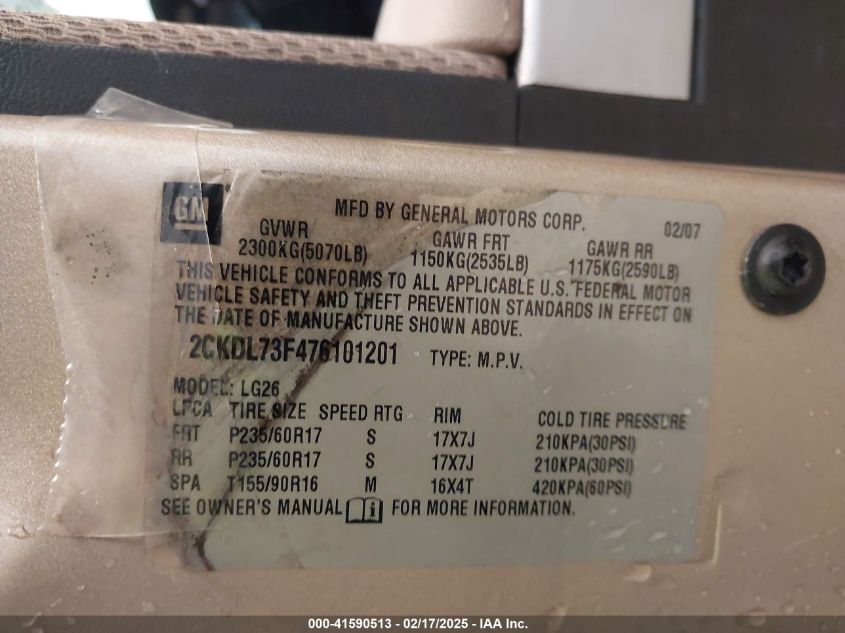 GM
MFD BY GENERAL MOTORS CORP. 02/07
GVWR GAWR FRT GAWR RR
2300KG(5070LB) 1150KG(2535LB) 1175KG(2590LB)
THIS VEHICLE CONFORMS TO ALL APPLICABLE U.S. FEDERAL MOTOR
VEHICLE SAFETY AND THEFT PREVENTION STANDARDS IN EFFECT ON
THE DATE OF MANUFACTURE SHOWN ABOVE.
2CKDL73F476101201 TYPE: M.P.V.
MODEL: LG26
LPCA TIRE SIZE SPEED RTG RIM COLD TIRE PRESSURE
FRT P235/60R17 S 17X7J 210KPA(30PSI)
RR P235/60R17 S 17X7J 210KPA(30PSI)
SPA T155/90R16 M 16X4T 420KPA(60PSI)
SEE OWNER'S MANUAL FOR MORE INFORMATION.
000-41590513 - 02/17/2025 - IAA Inc.